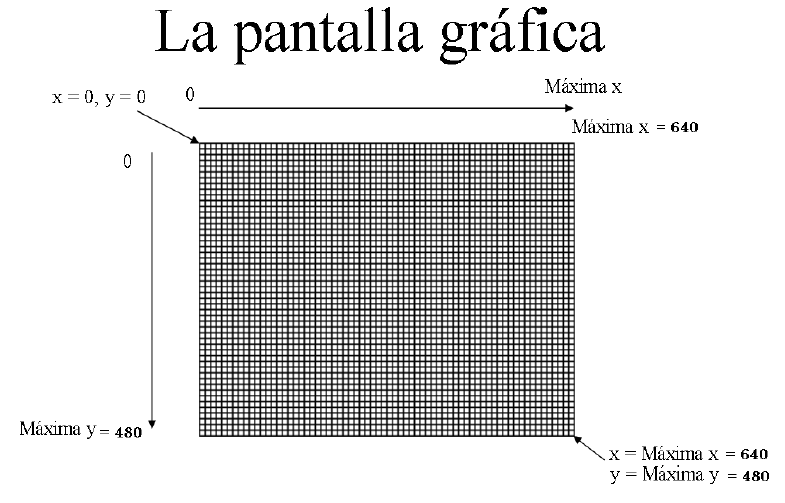 La pantalla gráfica
x = 0, y = 0
0
Máxima x
Máxima x = 640
0
Máxima y = 480
x = Máxima x = 640
y = Máxima y = 480